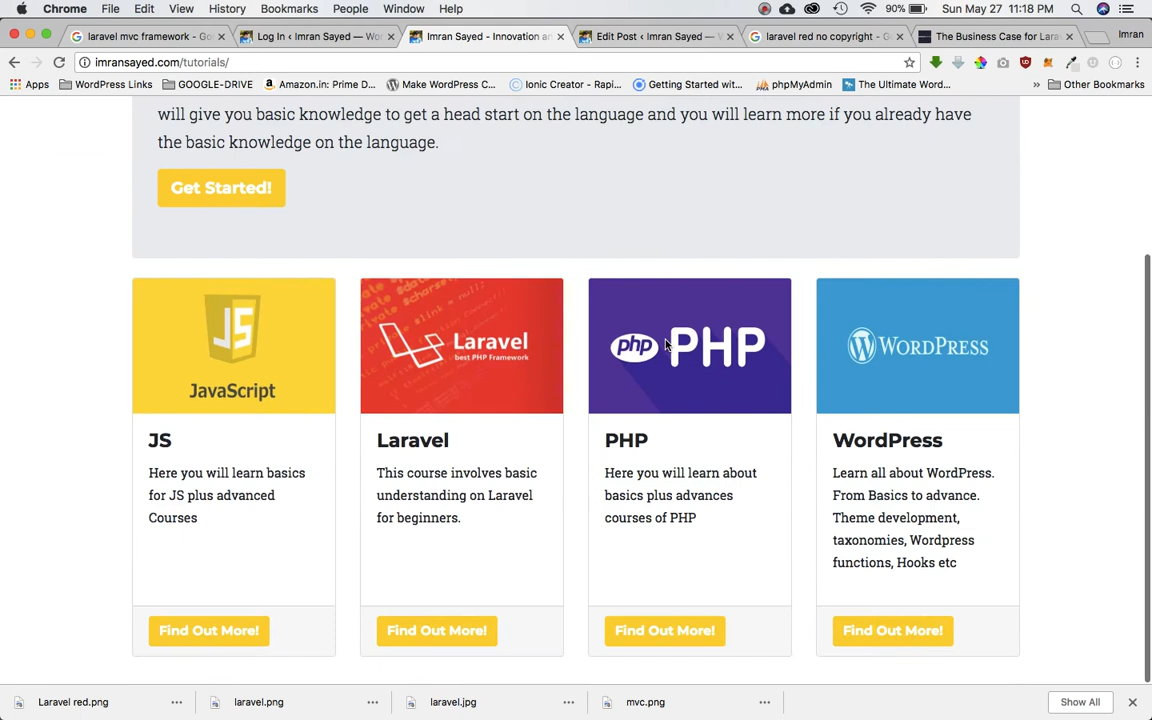 Chrome File Edit View History Bookmarks People Window Help 90% Sun May 27 11:18 PM
laravel mvc framework - Go Log In ‹ Imran Sayed — Wo Imran Sayed - Innovation an Edit Post ‹ Imran Sayed — W laravel red no copyright - Go The Business Case for Lara Imran
imransayed.com/tutorials/
Apps WordPress Links GOOGLE-DRIVE Amazon.in: Prime D... Make WordPress C... Ionic Creator - Rapi... Getting Started wit... phpMyAdmin The Ultimate Word... » Other Bookmarks
will give you basic knowledge to get a head start on the language and you will learn more if you already have
the basic knowledge on the language.
Get Started!
JS
JavaScript
Laravel
best PHP Framework
php PHP
WORDPRESS
JS
Here you will learn basics
for JS plus advanced
Courses
Find Out More!
Laravel
This course involves basic
understanding on Laravel
for beginners.
Find Out More!
PHP
Here you will learn about
basics plus advances
courses of PHP
Find Out More!
WordPress
Learn all about WordPress.
From Basics to advance.
Theme development,
taxonomies, Wordpress
functions, Hooks etc
Find Out More!
Laravel red.png laravel.png laravel.jpg mvc.png Show All